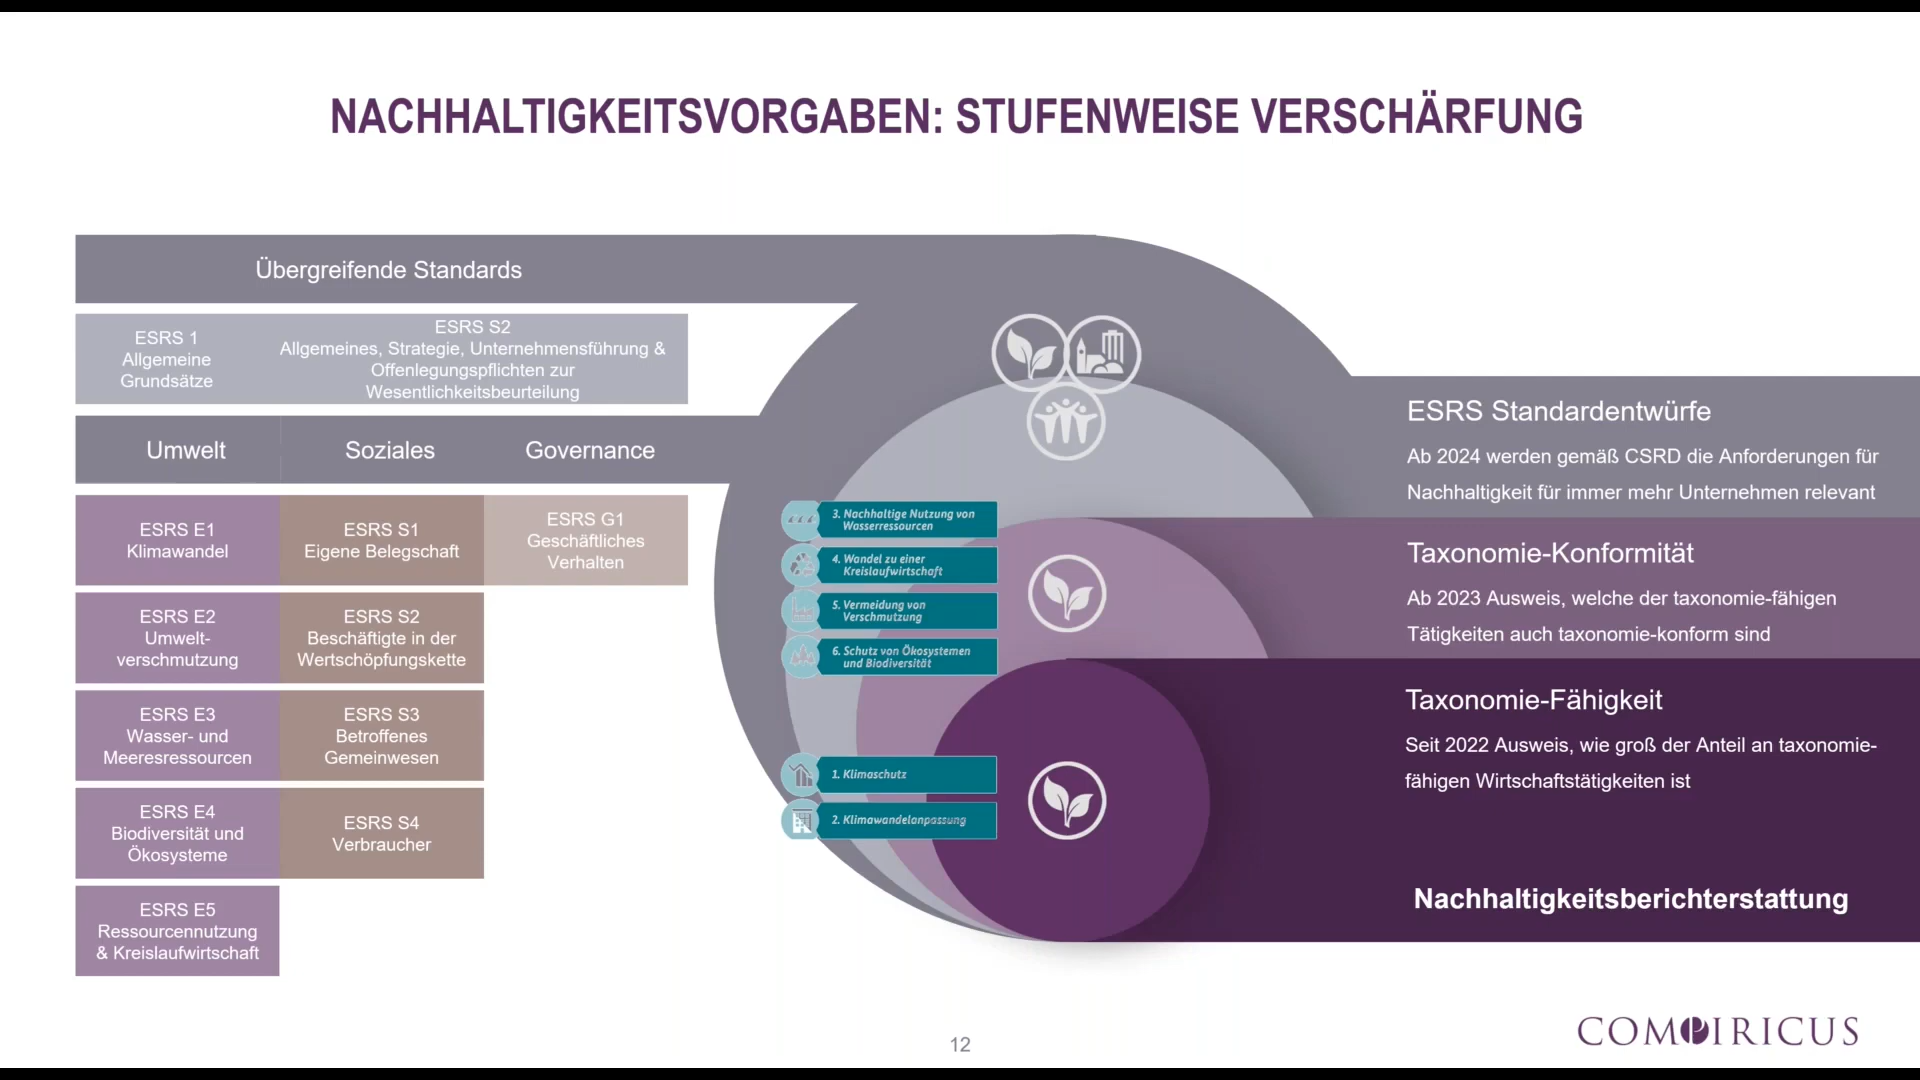 NACHHALTIGKEITSVORGABEN: STUFENWEISE VERSCHÄRFUNG
Übergreifende Standards
ESRS 1
Allgemeine
Grundsätze
ESRS S2
Allgemeines, Strategie, Unternehmensführung &
Offenlegungspflichten zur
Wesentlichkeitsbeurteilung
Umwelt
Soziales
Governance
ESRS E1
Klimawandel
ESRS S1
Eigene Belegschaft
ESRS G1
Geschäftliches
Verhalten
ESRS E2
Umwelt-
verschmutzung
ESRS S2
Beschäftigte in der
Wertschöpfungskette
ESRS E3
Wasser- und
Meeresressourcen
ESRS S3
Betroffenes
Gemeinwesen
ESRS E4
Biodiversität und
Ökosysteme
ESRS S4
Verbraucher
ESRS E5
Ressourcennutzung
& Kreislaufwirtschaft
3. Nachhaltige Nutzung von
Wasserressourcen
4. Wandel zu einer
Kreislaufwirtschaft
5. Vermeidung von
Verschmutzung
6. Schutz von Ökosystemen
und Biodiversität
1. Klimaschutz
2. Klimawandelanpassung
ESRS Standardentwürfe
Ab 2024 werden gemäß CSRD die Anforderungen für
Nachhaltigkeit für immer mehr Unternehmen relevant
Taxonomie-Konformität
Ab 2023 Ausweis, welche der taxonomie-fähigen
Tätigkeiten auch taxonomie-konform sind
Taxonomie-Fähigkeit
Seit 2022 Ausweis, wie groß der Anteil an taxonomie-
fähigen Wirtschaftstätigkeiten ist
Nachhaltigkeitsberichterstattung
12
COMPIRICUS